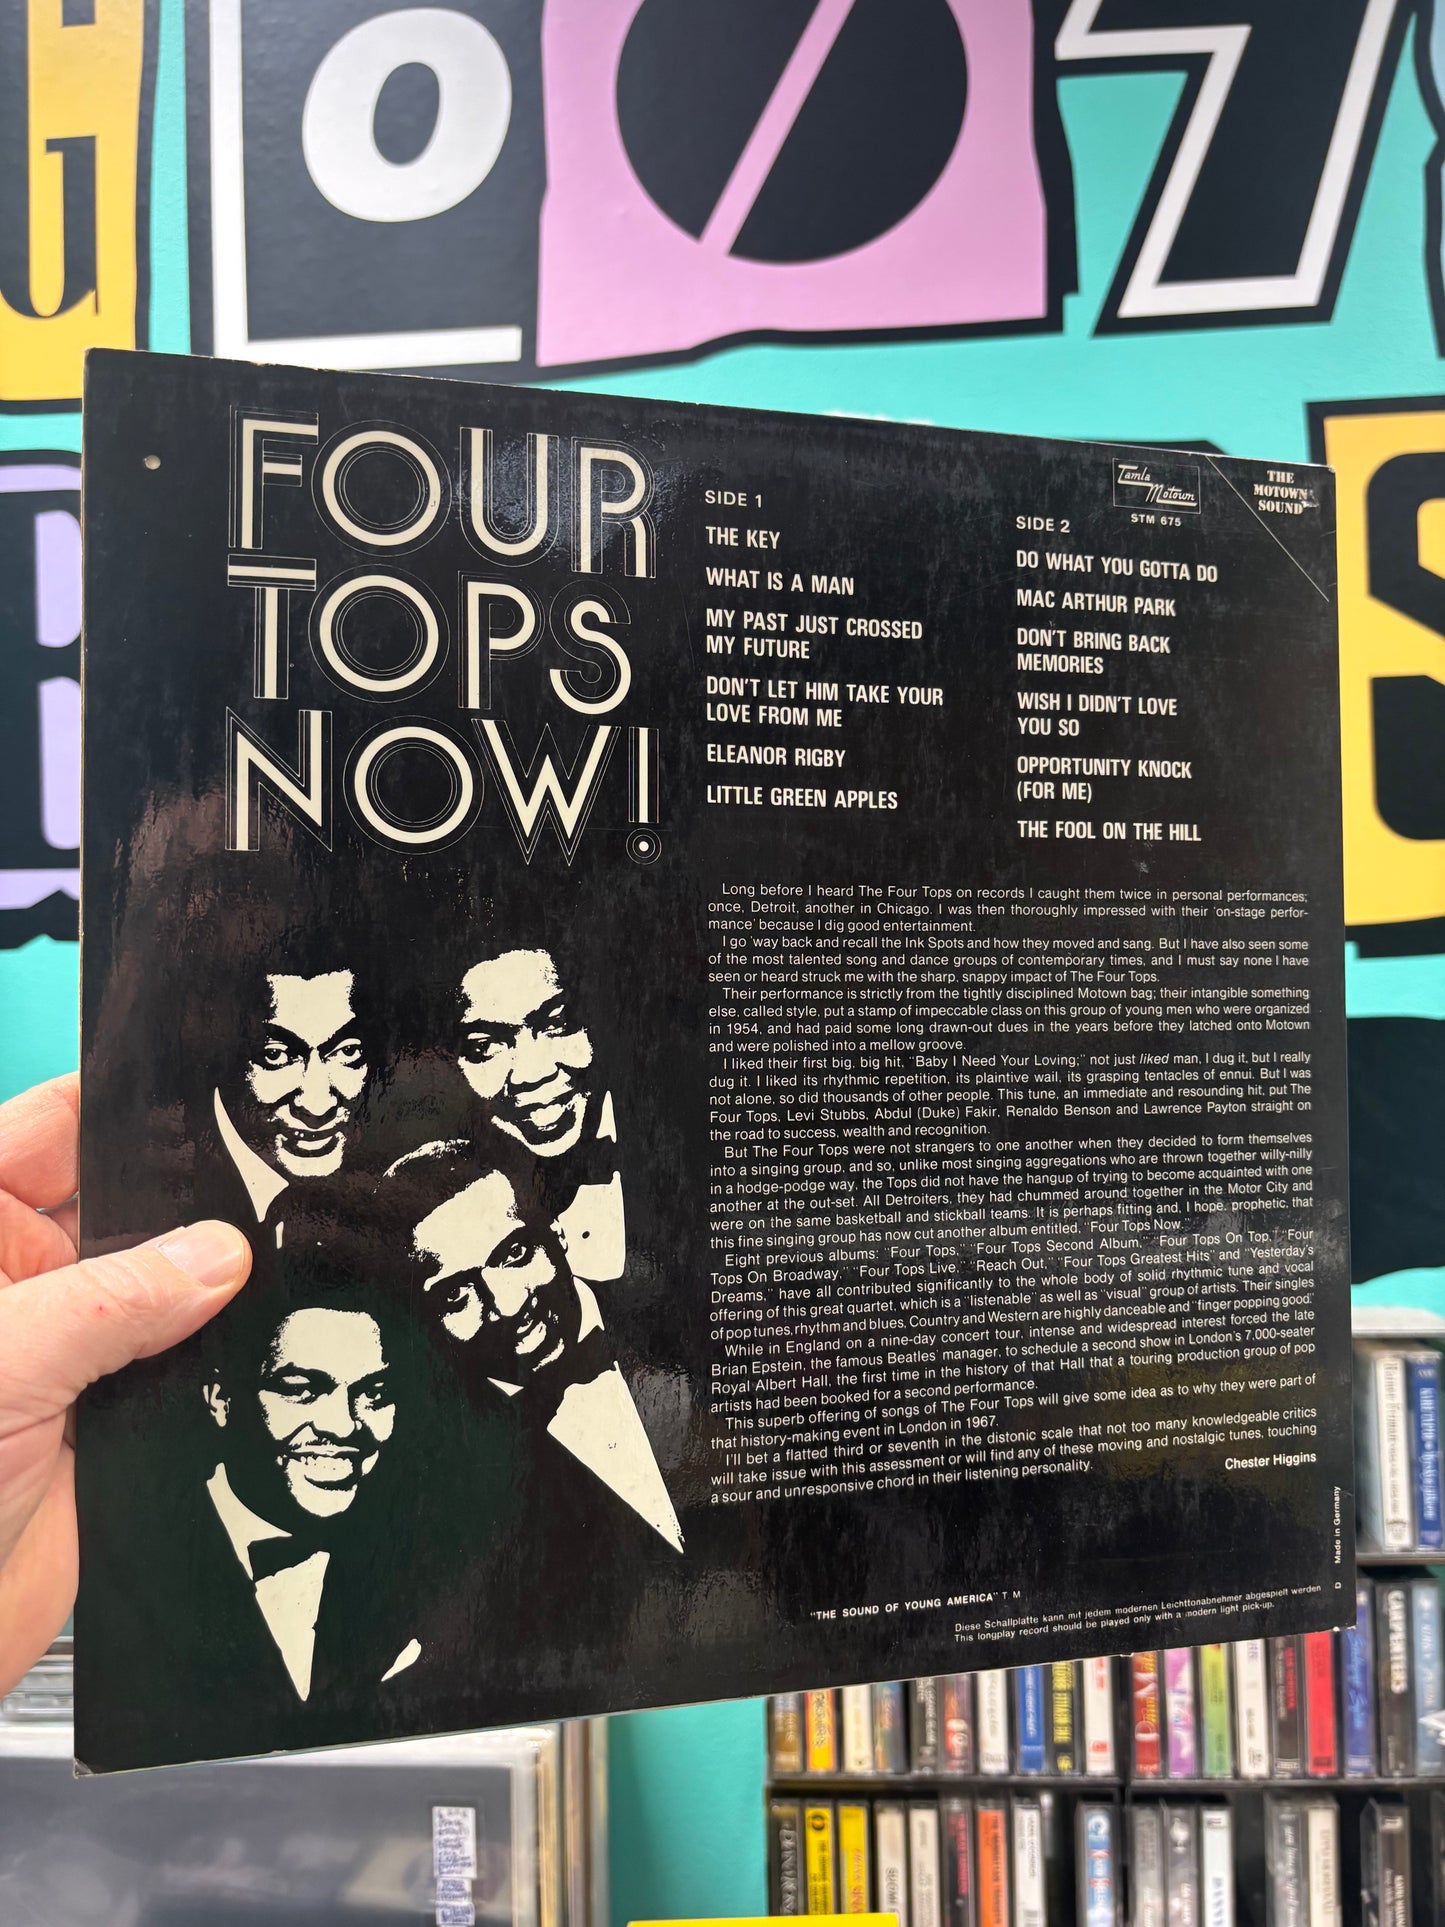 FOUR
TOPS
NOW!
SIDE 1
THE KEY
WHAT IS A MAN
MY PAST JUST CROSSED
MY FUTURE
DON'T LET HIM TAKE YOUR
LOVE FROM ME
ELEANOR RIGBY
LITTLE GREEN APPLES
SIDE 2
DO WHAT YOU GOTTA DO
MAC ARTHUR PARK
DON'T BRING BACK
MEMORIES
WISH I DIDN'T LOVE
YOU SO
OPPORTUNITY KNOCK
(FOR ME)
THE FOOL ON THE HILL
Tamla
Motown
STM 675
THE
MOTOWN
SOUND
Long before I heard The Four Tops on records I caught them twice in personal performances;
once, Detroit, another in Chicago. I was then thoroughly impressed with their 'on-stage perfor-
mance' because I dig good entertainment.
I go 'way back and recall the Ink Spots and how they moved and sang. But I have also seen some
of the most talented song and dance groups of contemporary times, and I must say none I have
seen or heard struck me with the sharp, snappy impact of The Four Tops.
Their performance is strictly from the tightly disciplined Motown bag; their intangible something
else, called style, put a stamp of impeccable class on this group of young men who were organized
in 1954, and had paid some long drawn-out dues in the years before they latched onto Motown
and were polished into a mellow groove.
I liked their first big, big hit, "Baby I Need Your Loving;" not just liked man, I dug it, but I really
dug it. I liked its rhythmic repetition, its plaintive wail, its grasping tentacles of ennui. But I was
not alone, so did thousands of other people. This tune, an immediate and resounding hit, put The
Four Tops, Levi Stubbs, Abdul (Duke) Fakir, Renaldo Benson and Lawrence Payton straight on
the road to success, wealth and recognition.
But The Four Tops were not strangers to one another when they decided to form themselves
into a singing group, and so, unlike most singing aggregations who are thrown together willy-nilly
in a hodge-podge way, the Tops did not have the hangup of trying to become acquainted with one
another at the out-set. All Detroiters, they had chummed around together in the Motor City and
were on the same basketball and stickball teams. It is perhaps fitting and, I hope, prophetic, that
this fine singing group has now cut another album entitled, "Four Tops Now."
Eight previous albums: "Four Tops," "Four Tops Second Album," "Four Tops On Top," "Four
Tops On Broadway," "Four Tops Live," "Reach Out," "Four Tops Greatest Hits" and "Yesterday's
Dreams," have all contributed significantly to the whole body of solid rhythmic tune and vocal
offering of this great quartet, which is a "listenable" as well as "visual" group of artists. Their singles
of pop tunes, rhythm and blues, Country and Western are highly danceable and "finger popping good."
While in England on a nine-day concert tour, intense and widespread interest forced the late
Brian Epstein, the famous Beatles' manager, to schedule a second show in London's 7,000-seater
Royal Albert Hall, the first time in the history of that Hall that a touring production group of pop
artists had been booked for a second performance.
This superb offering of songs of The Four Tops will give some idea as to why they were part of
that history-making event in London in 1967.
I'll bet a flatted third or seventh in the distonic scale that not too many knowledgeable critics
will take issue with this assessment or will find any of these moving and nostalgic tunes, touching
a sour and unresponsive chord in their listening personality.
Chester Higgins
"THE SOUND OF YOUNG AMERICA" T M
Diese Schallplatte kann mit jedem modernen Leichttonabnehmer abgespielt werden
This longplay record should be played only with a modern light pick-up.
D Made in Germany
CARPENTERS